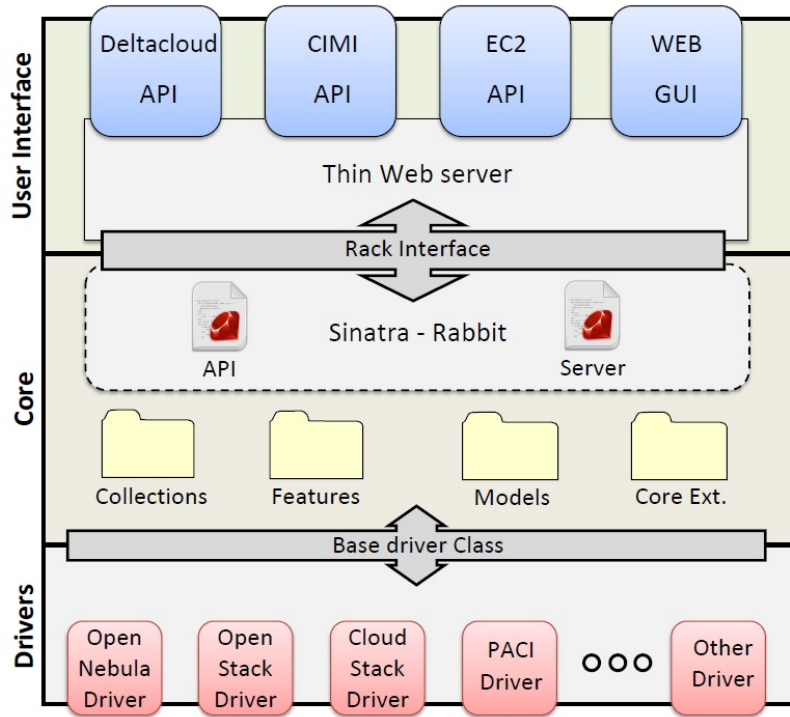 User Interface
Deltacloud
API
CIMI
API
EC2
API
WEB
GUI
Thin Web server
Rack Interface
Core
Sinatra - Rabbit
API
Server
Collections
Features
Models
Core Ext.
Base driver Class
Drivers
Open
Nebula
Driver
Open
Stack
Driver
Cloud
Stack
Driver
PACI
Driver
Other
Driver